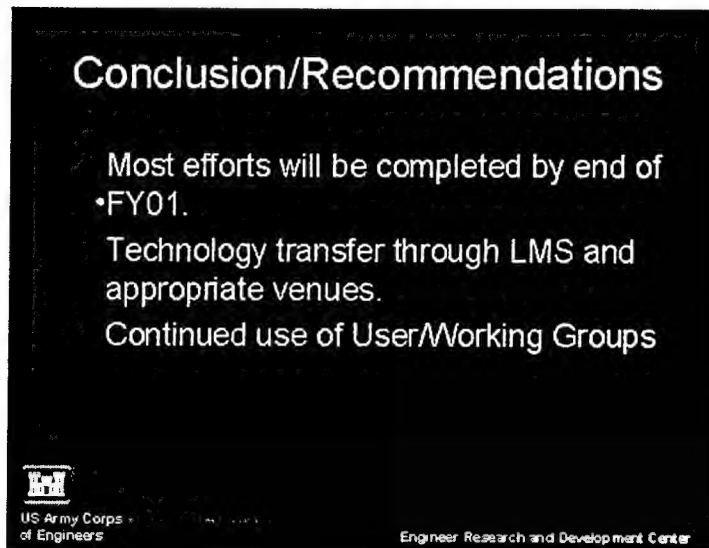 Conclusion/Recommendations
Most efforts will be completed by end of
•FY01.
Technology transfer through LMS and
appropriate venues.
Continued use of User/Working Groups
US Army Corps
of Engineers
Engineer Research and Development Center